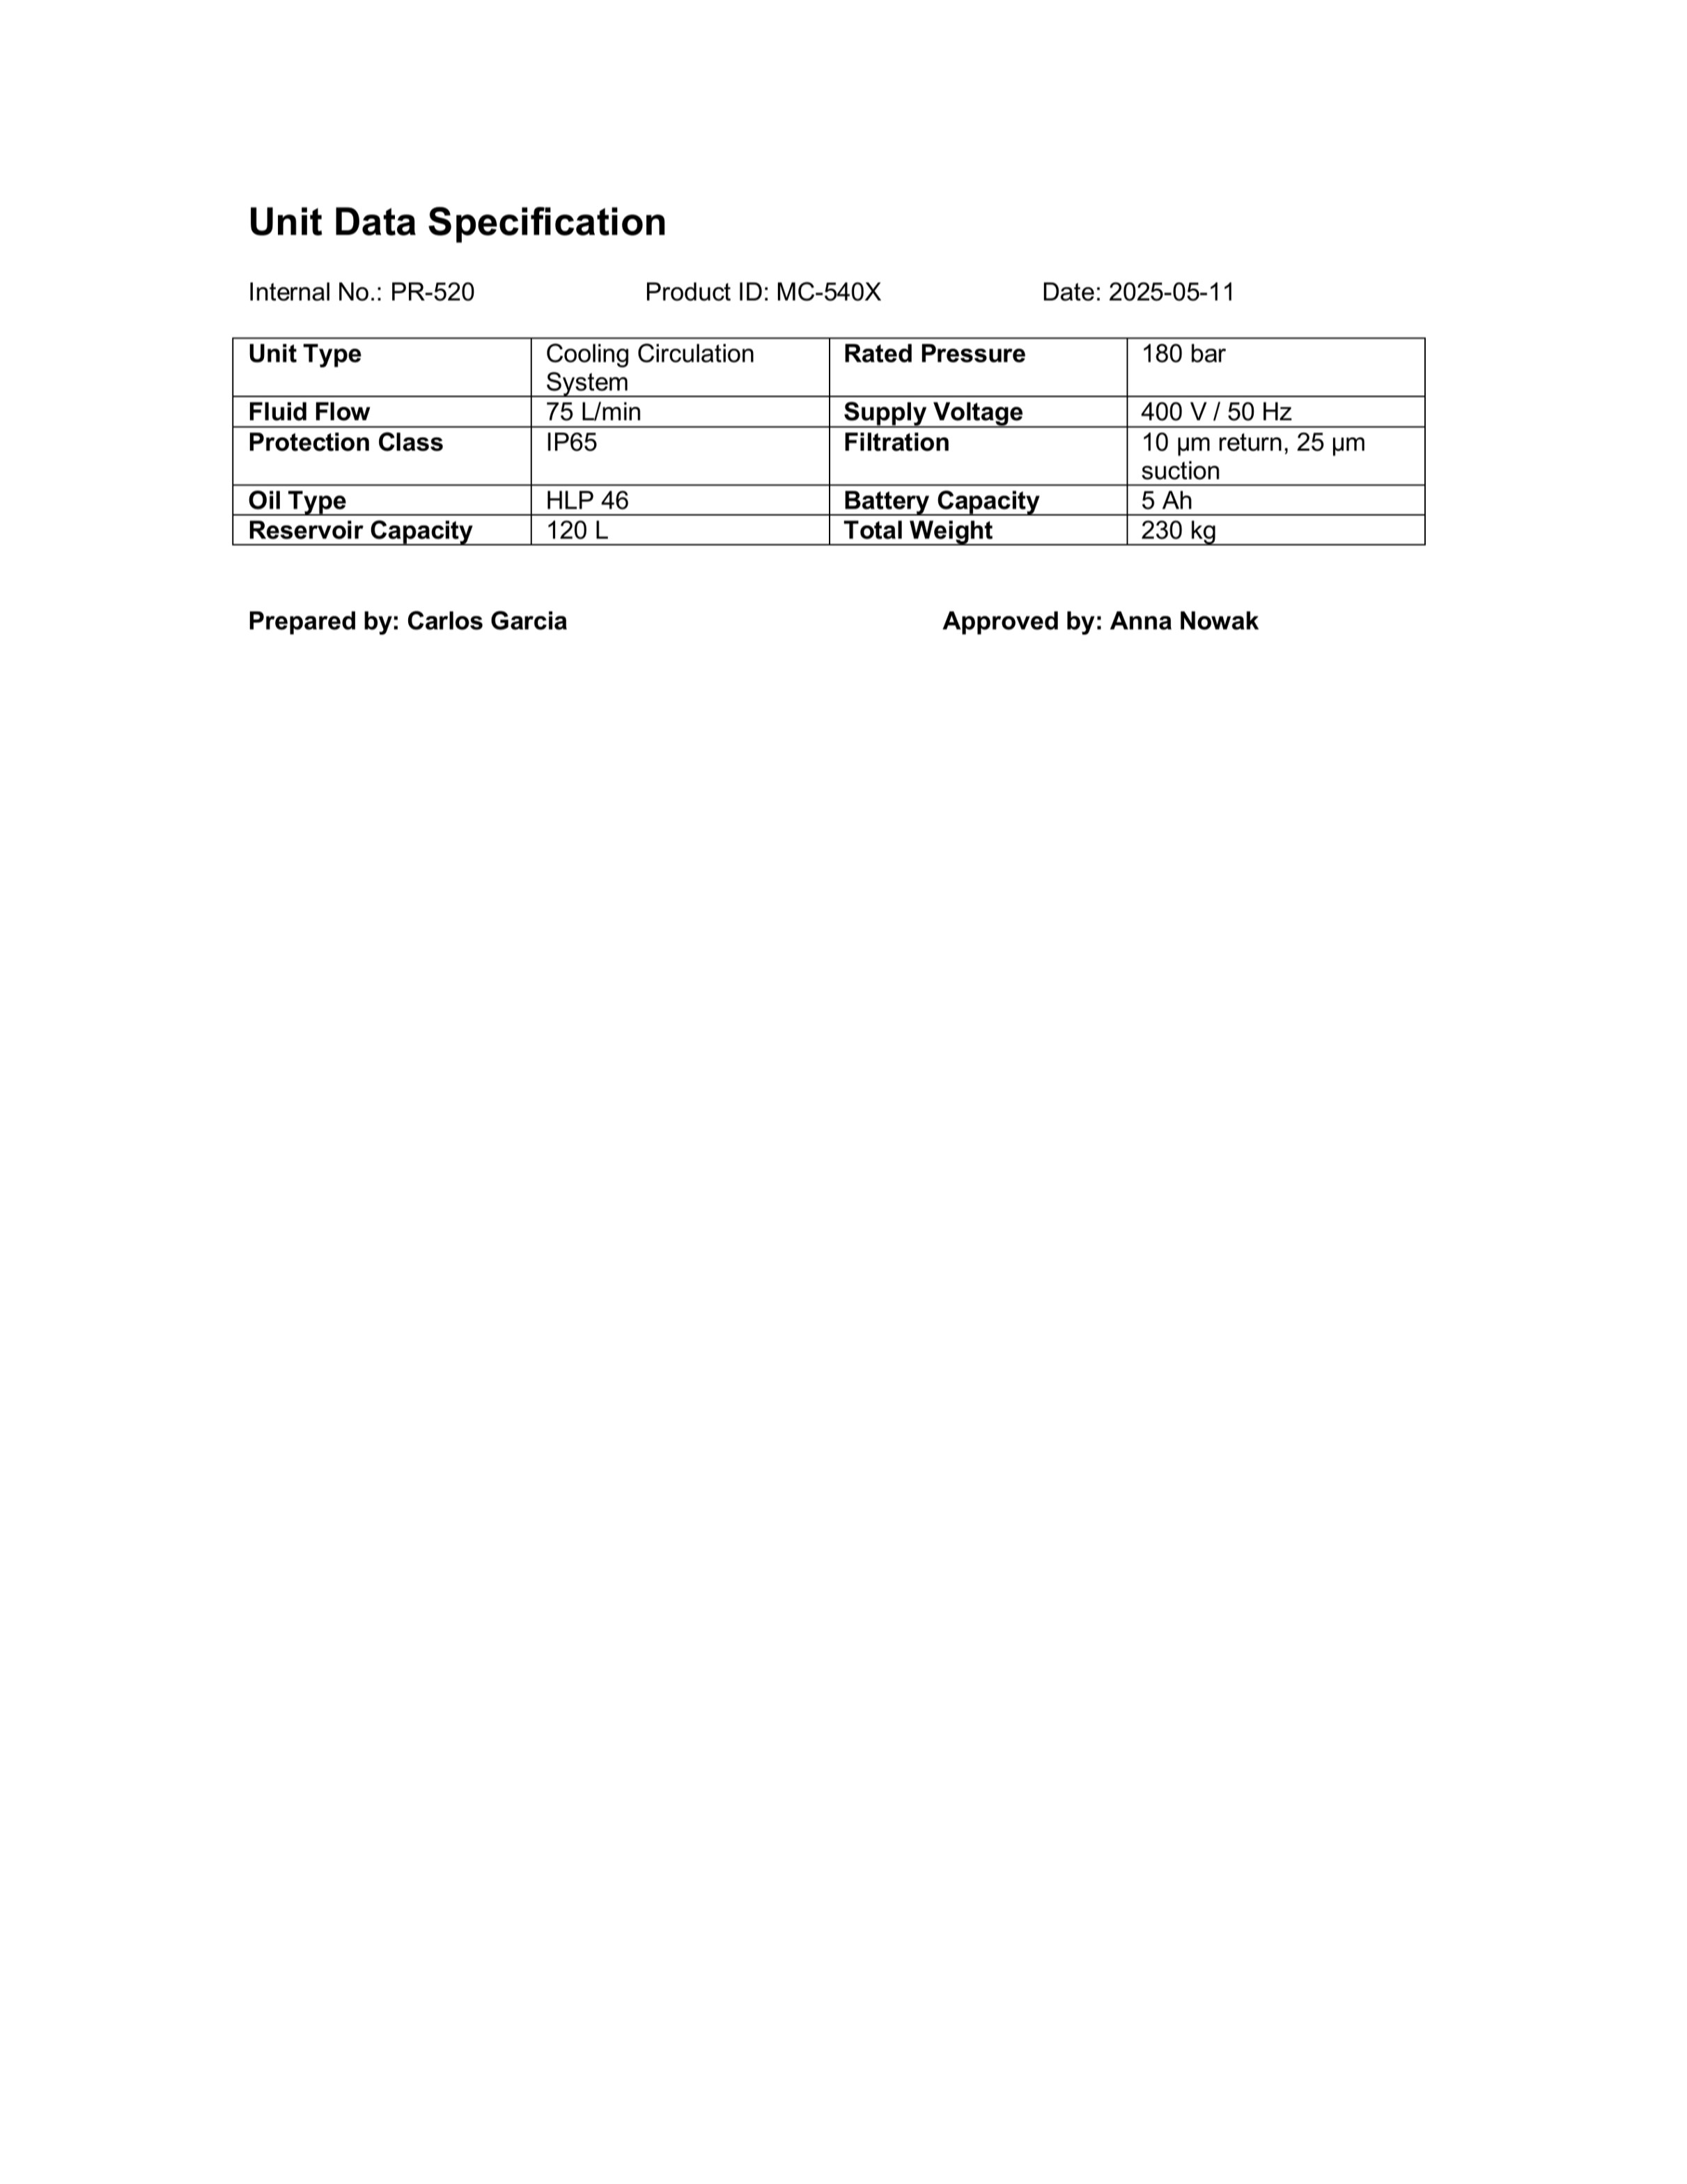 Unit Data Specification
Internal No.: PR-520 Product ID: MC-540X Date: 2025-05-11
Unit Type Cooling Circulation System Rated Pressure 180 bar
Fluid Flow 75 L/min Supply Voltage 400 V / 50 Hz
Protection Class IP65 Filtration 10 µm return, 25 µm suction
Oil Type HLP 46 Battery Capacity 5 Ah
Reservoir Capacity 120 L Total Weight 230 kg
Prepared by: Carlos Garcia Approved by: Anna Nowak